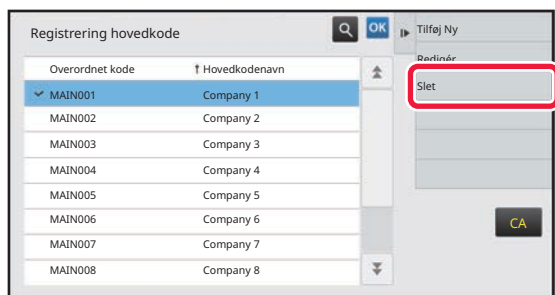 Registrering hovedkode
OK
Tilføj Ny
Redigér
Slet
Overordnet kode ↑ Hovedkodenavn
MAIN001 Company 1
MAIN002 Company 2
MAIN003 Company 3
MAIN004 Company 4
MAIN005 Company 5
MAIN006 Company 6
MAIN007 Company 7
MAIN008 Company 8
CA